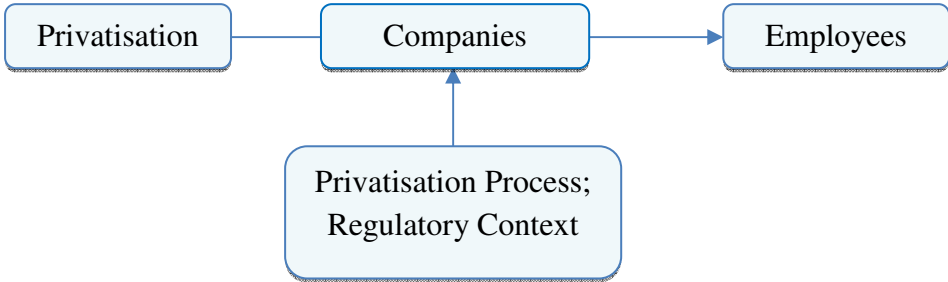 Privatisation
Companies
Employees
Privatisation Process;
Regulatory Context